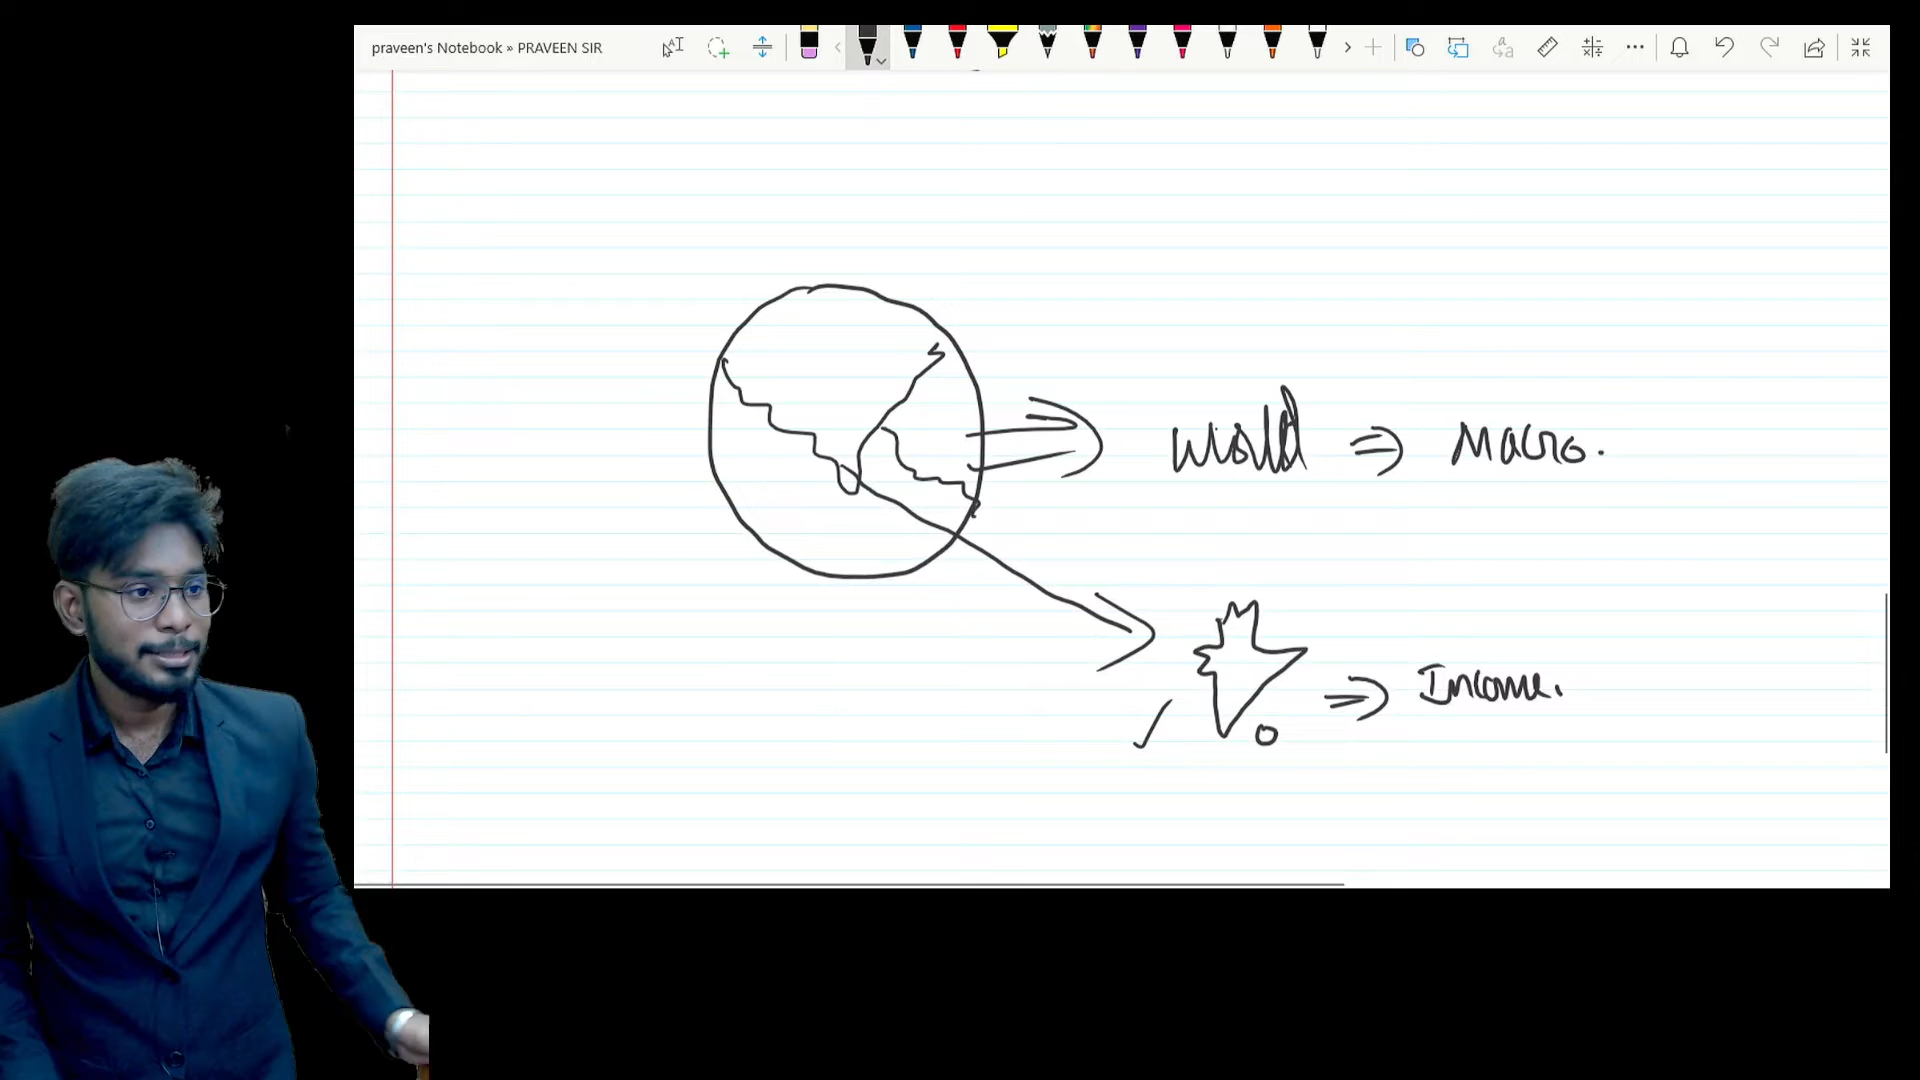 praveen's Notebook » PRAVEEN SIR
World ⇒ Macro.
⇒ Income.